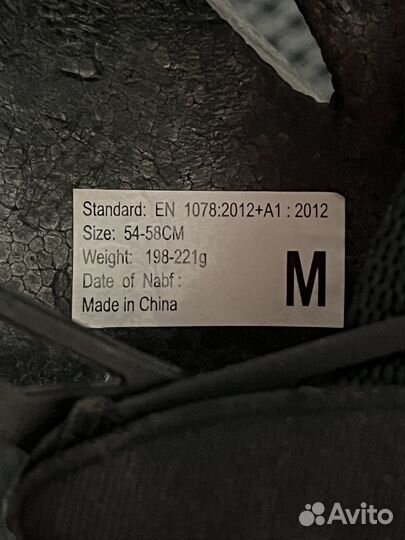 Standard: EN 1078:2012+A1 : 2012
Size: 54-58CM
Weight: 198-221g
Date of Nabf :
Made in China
M
Avito